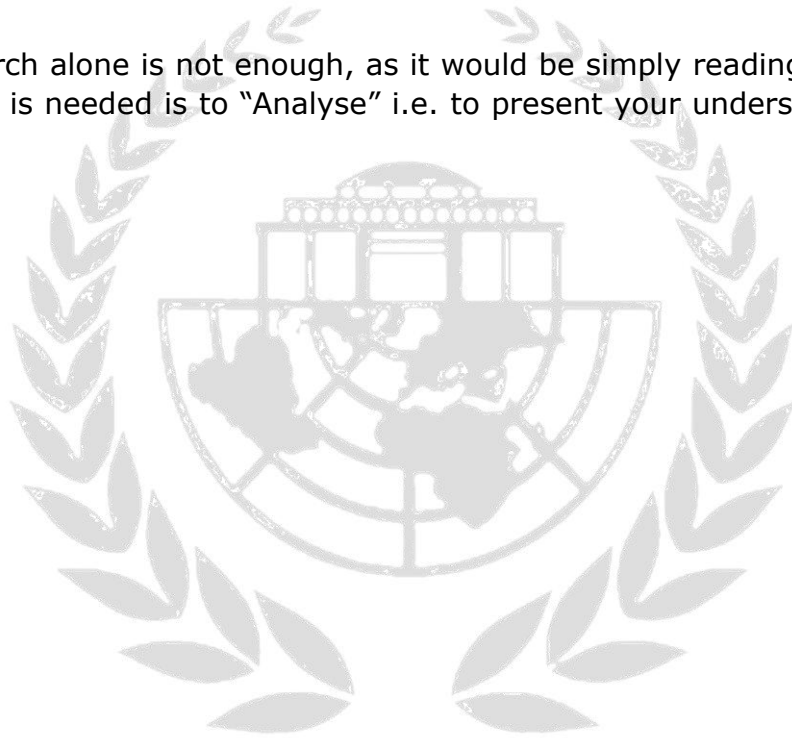 rch alone is not enough, as it would be simply reading
is needed is to “Analyse” i.e. to present your unders